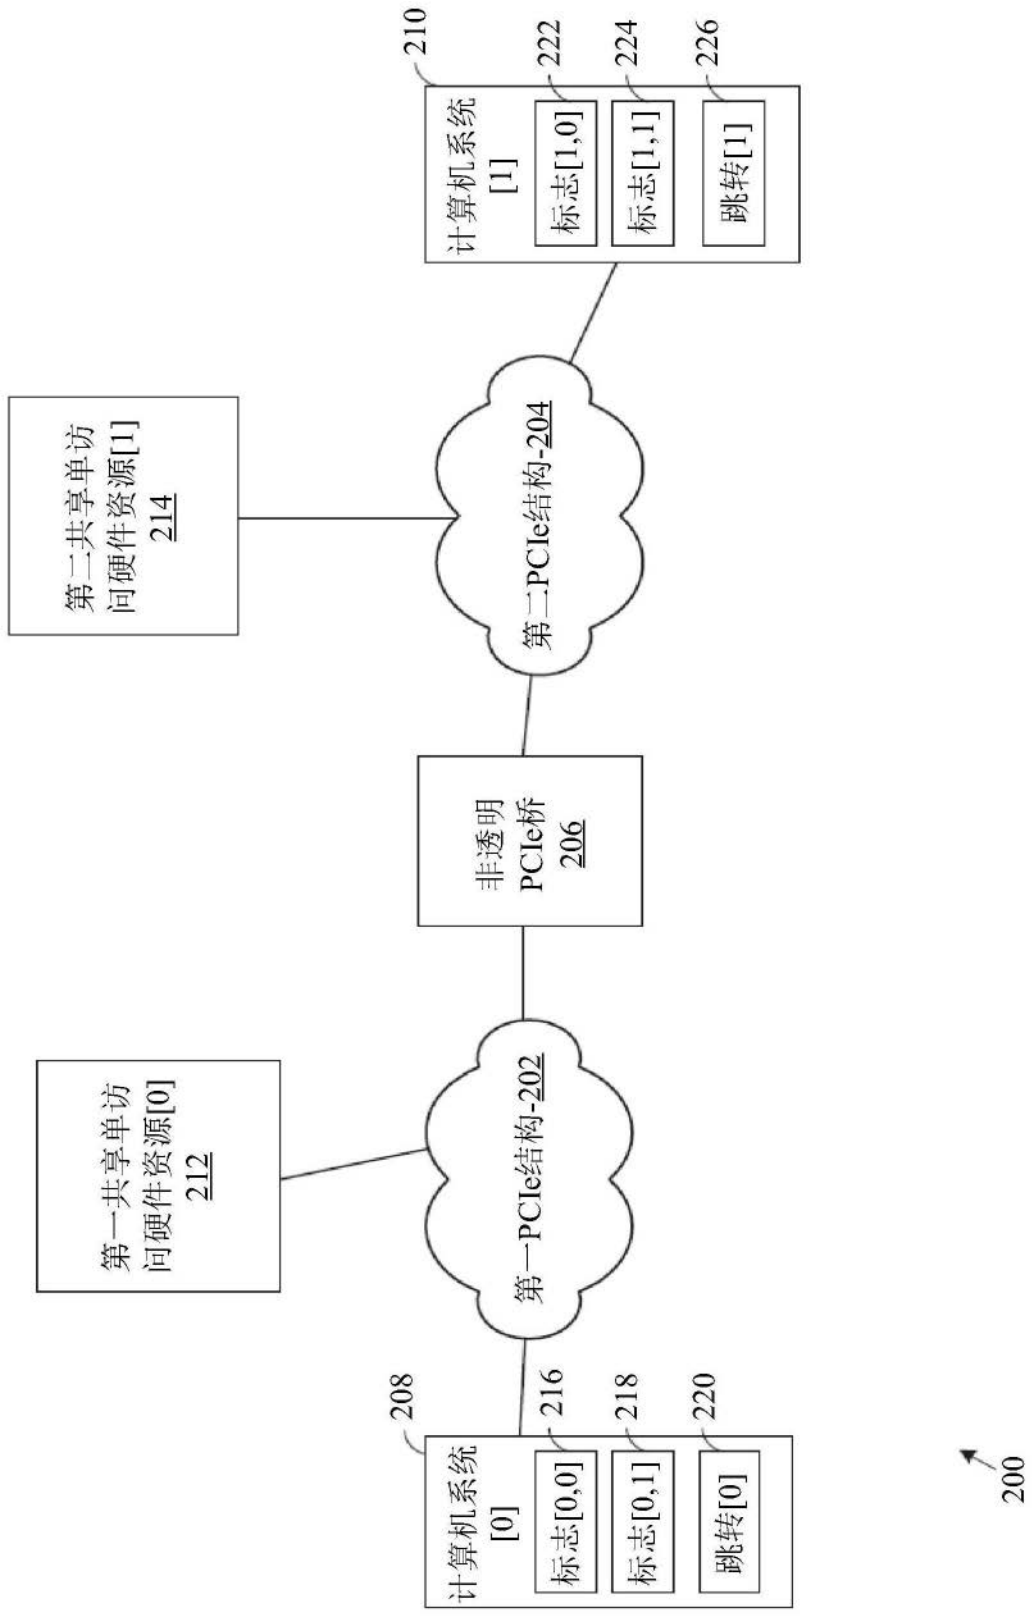 第一共享单访
问硬件资源[0]
212
第二共享单访
问硬件资源[1]
214
208
计算机系统
[0]
标志[0,0]
216
标志[0,1]
218
跳转[0]
220
第一PCIe结构-202
非透明
PCIe桥
206
第二PCIe结构-204
210
计算机系统
[1]
标志[1,0]
222
标志[1,1]
224
跳转[1]
226
200